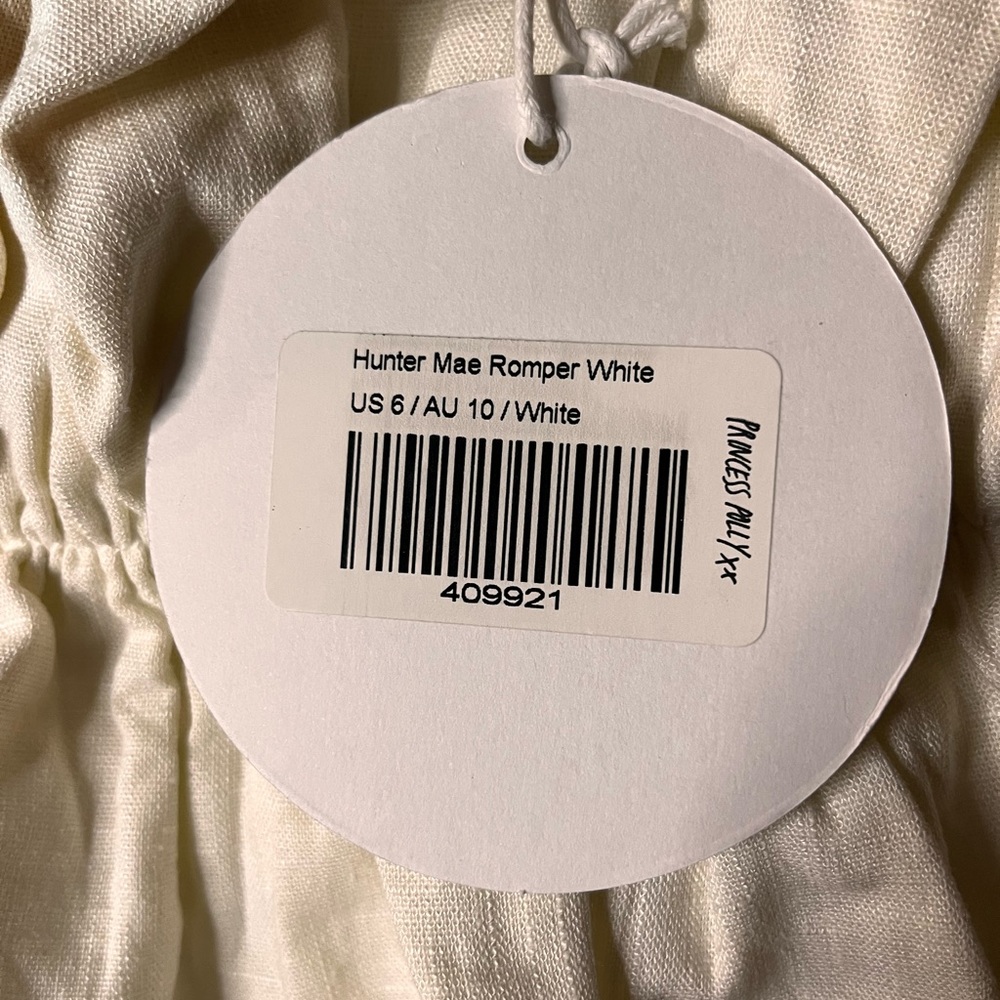 Hunter Mae Romper White
US 6 / AU 10 / White
409921
PRINCESS POLLY xx